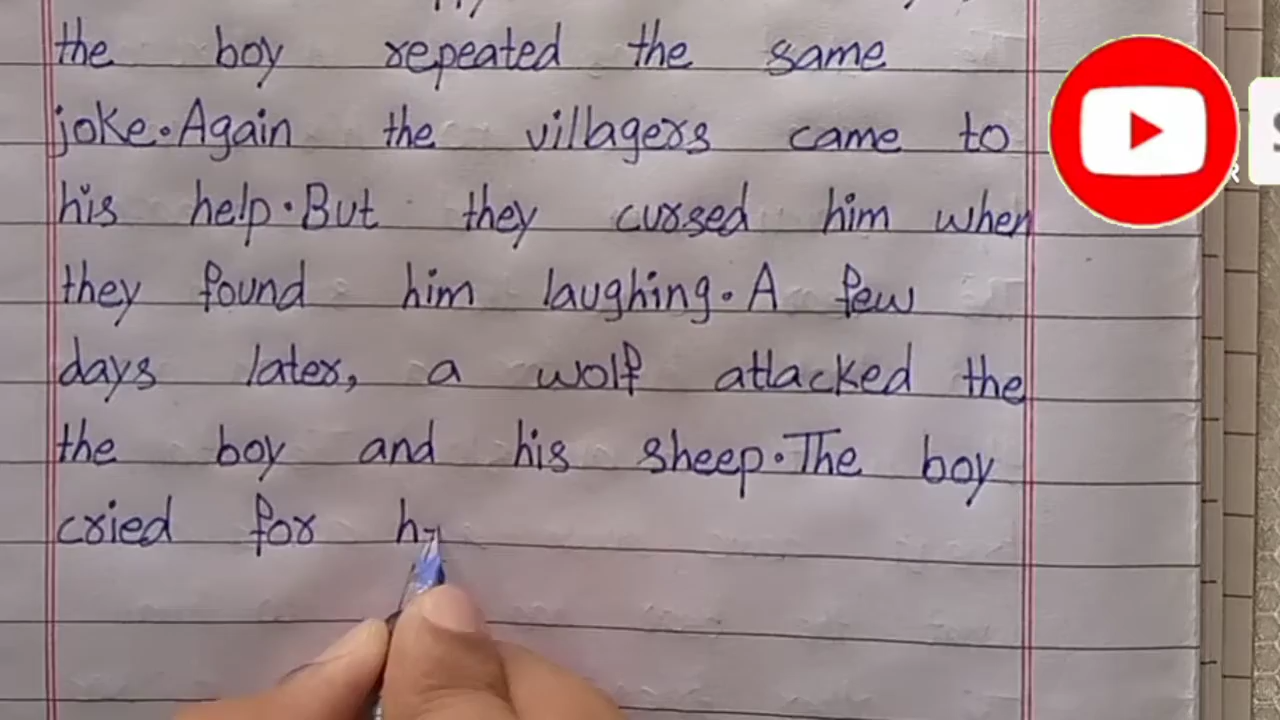 the boy repeated the same
joke. Again the villagers came to
his help. But they cursed him when
they found him laughing. A few
days later, a wolf attacked the
the boy and his sheep. The boy
cried for h